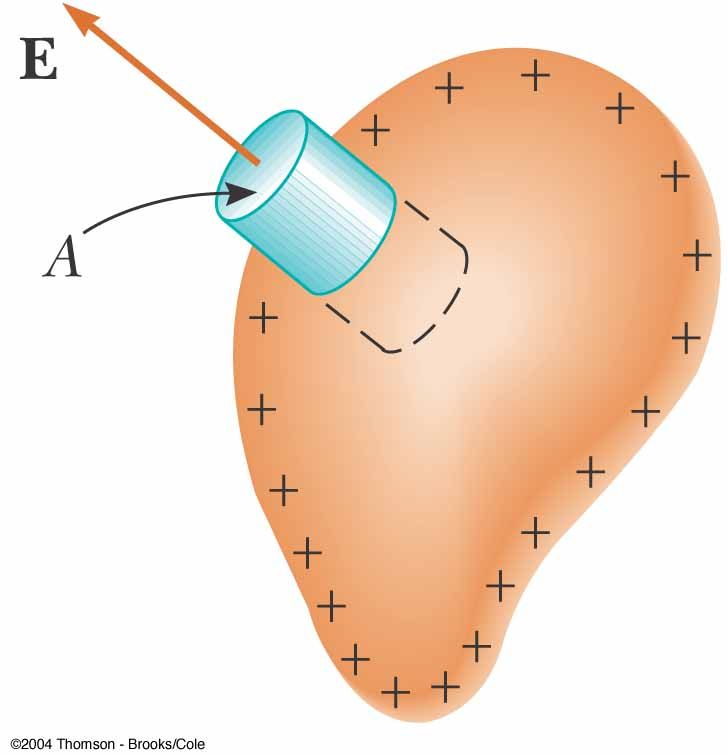 E
A
+ + + + + + + + + + + + + + + + + + + + + +
©2004 Thomson - Brooks/Cole